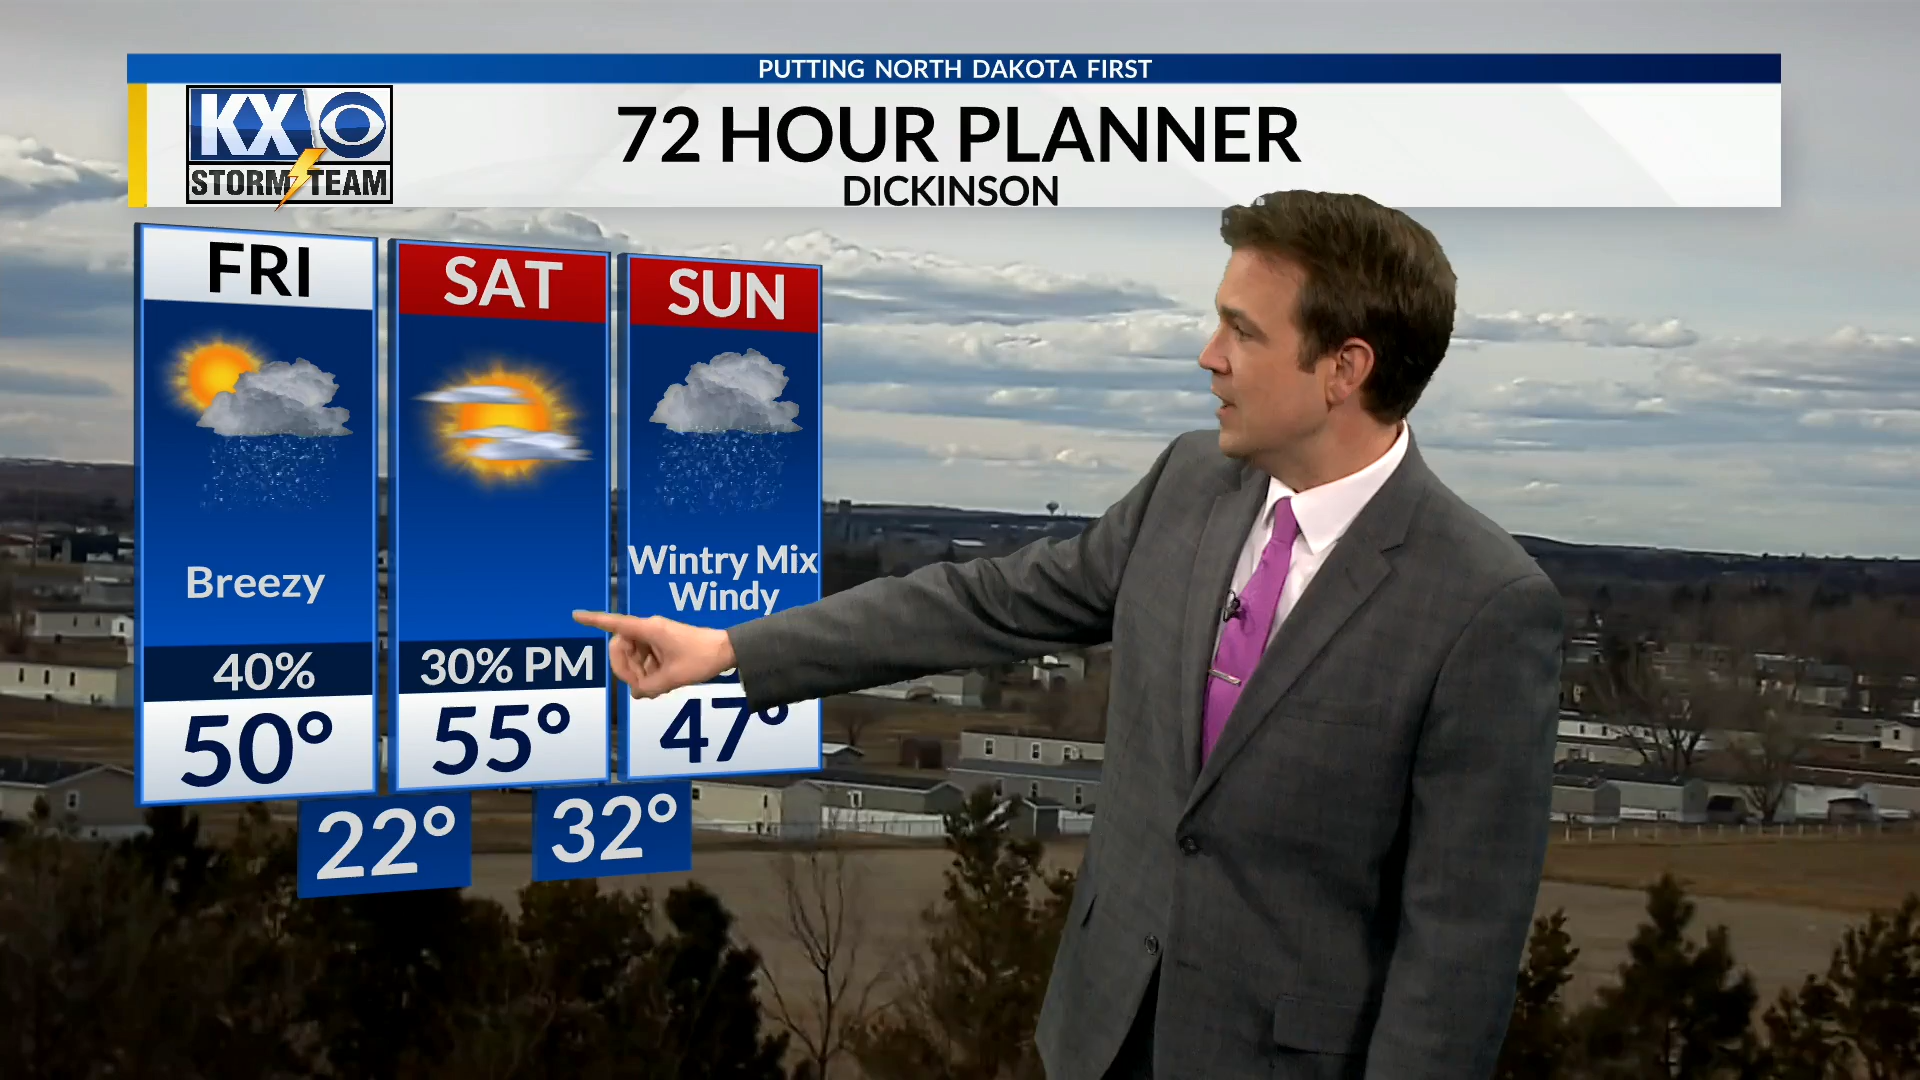 PUTTING NORTH DAKOTA FIRST
KX
STORM TEAM
72 HOUR PLANNER
DICKINSON
FRI
Breezy
40%
50°
22°
SAT
30% PM
55°
32°
SUN
Wintry Mix
Windy
47°